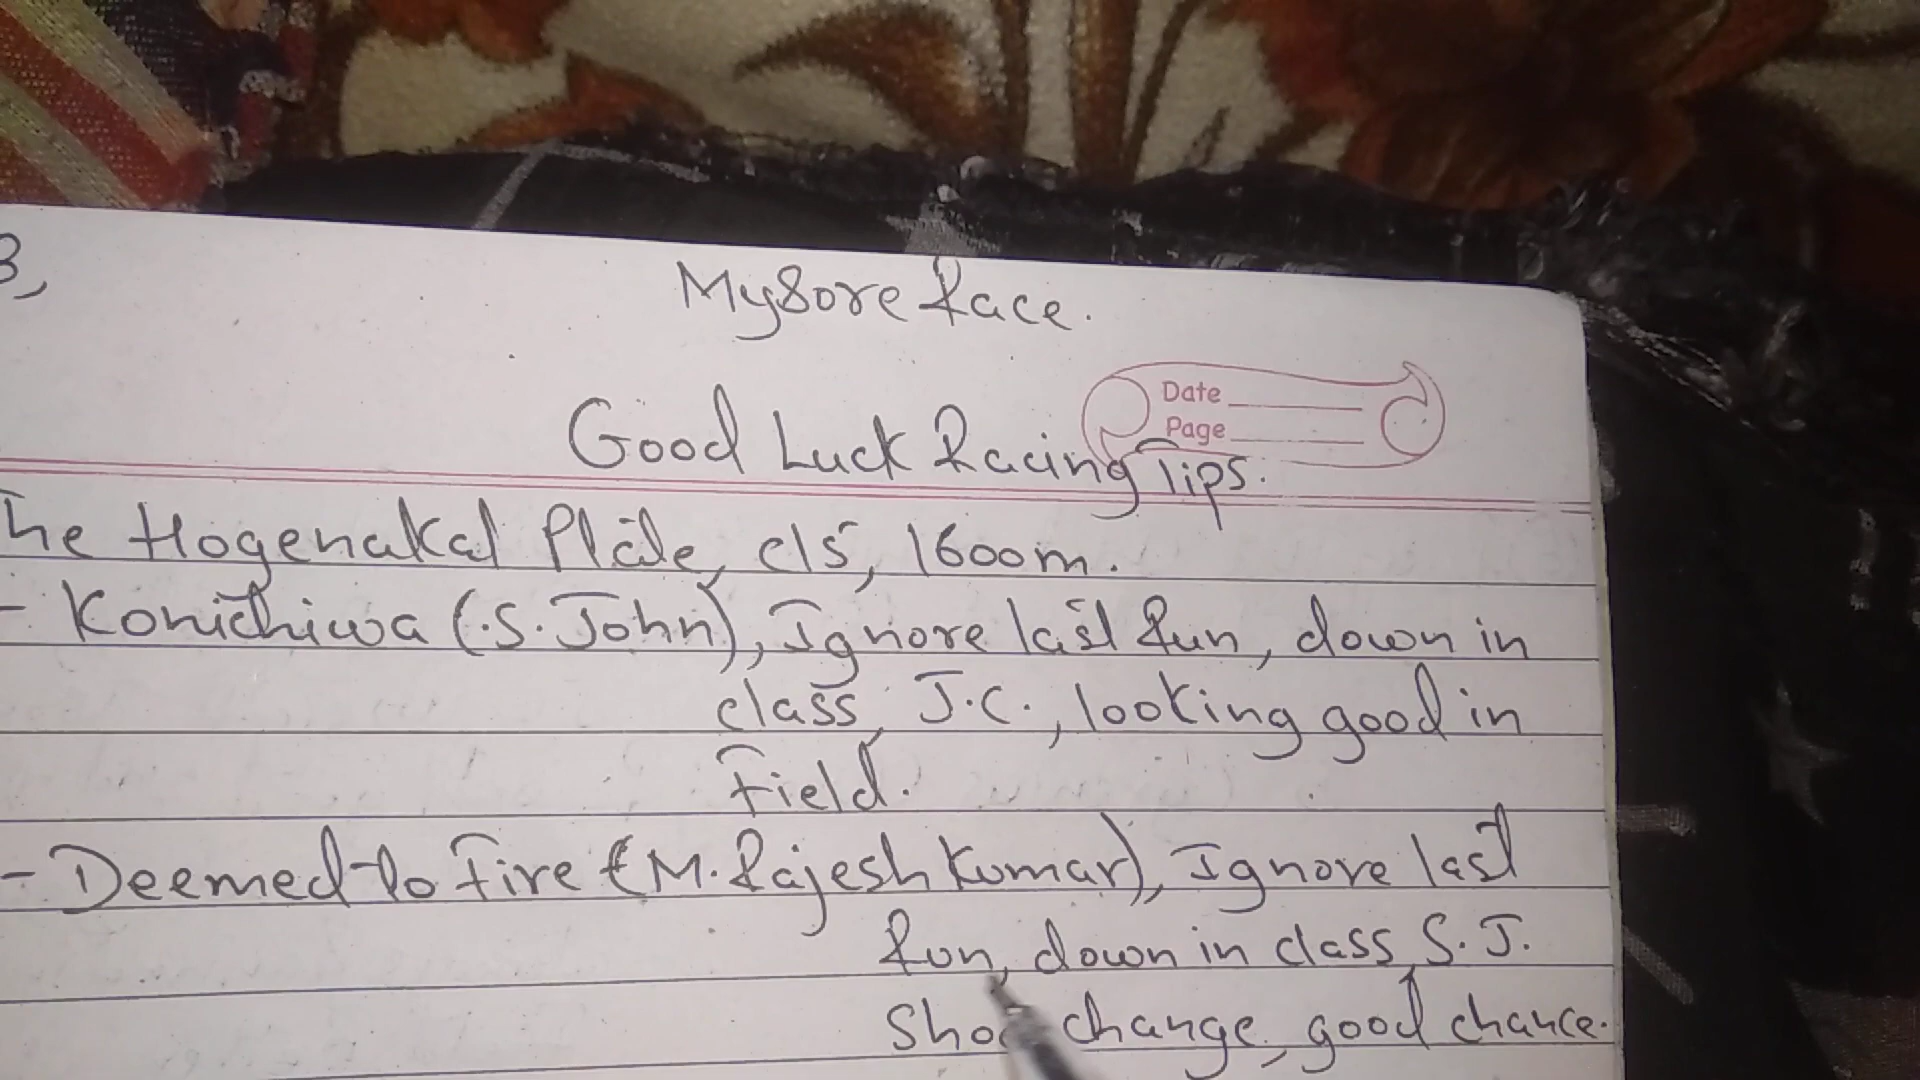 3,
Mysore Race.
Date
Page
Good Luck Racing Tips.
The Hogenakal Plate, cl5, 1600m.
- Konichiwa (S. John), Ignore last Run, down in
class, J.C., looking good in
Field.
- Deemed to Fire (M. Rajesh Kumar), Ignore last
Run, down in class, S.J.
Shoe change, good chance.